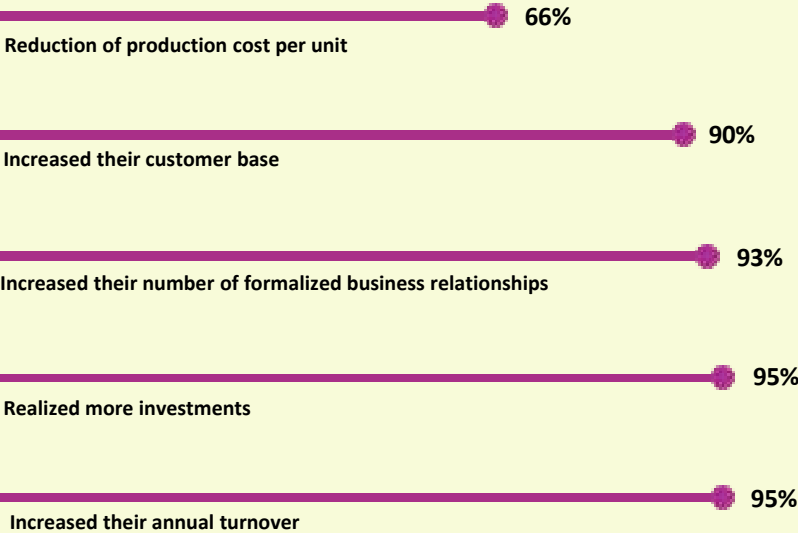 66%
Reduction of production cost per unit
90%
Increased their customer base
93%
Increased their number of formalized business relationships
95%
Realized more investments
95%
Increased their annual turnover